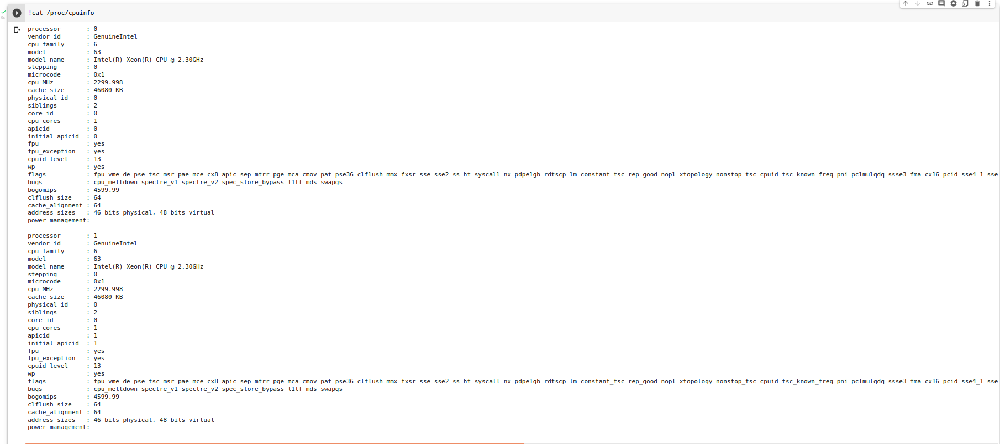 !cat /proc/cpuinfo
0s
processor : 0
vendor_id : GenuineIntel
cpu family : 6
model : 63
model name : Intel(R) Xeon(R) CPU @ 2.30GHz
stepping : 0
microcode : 0x1
cpu MHz : 2299.998
cache size : 46080 KB
physical id : 0
siblings : 2
core id : 0
cpu cores : 1
apicid : 0
initial apicid : 0
fpu : yes
fpu_exception : yes
cpuid level : 13
wp : yes
flags : fpu vme de pse tsc msr pae mce cx8 apic sep mtrr pge mca cmov pat pse36 clflush mmx fxsr sse sse2 ss ht syscall nx pdpe1gb rdtscp lm constant_tsc rep_good nopl xtopology nonstop_tsc cpuid tsc_known_freq pni pclmulqdq ssse3 fma cx16 pcid sse4_1 sse
bugs : cpu_meltdown spectre_v1 spectre_v2 spec_store_bypass l1tf mds swapgs
bogomips : 4599.99
clflush size : 64
cache_alignment : 64
address sizes : 46 bits physical, 48 bits virtual
power management:
processor : 1
vendor_id : GenuineIntel
cpu family : 6
model : 63
model name : Intel(R) Xeon(R) CPU @ 2.30GHz
stepping : 0
microcode : 0x1
cpu MHz : 2299.998
cache size : 46080 KB
physical id : 0
siblings : 2
core id : 0
cpu cores : 1
apicid : 1
initial apicid : 1
fpu : yes
fpu_exception : yes
cpuid level : 13
wp : yes
flags : fpu vme de pse tsc msr pae mce cx8 apic sep mtrr pge mca cmov pat pse36 clflush mmx fxsr sse sse2 ss ht syscall nx pdpe1gb rdtscp lm constant_tsc rep_good nopl xtopology nonstop_tsc cpuid tsc_known_freq pni pclmulqdq ssse3 fma cx16 pcid sse4_1 sse
bugs : cpu_meltdown spectre_v1 spectre_v2 spec_store_bypass l1tf mds swapgs
bogomips : 4599.99
clflush size : 64
cache_alignment : 64
address sizes : 46 bits physical, 48 bits virtual
power management: